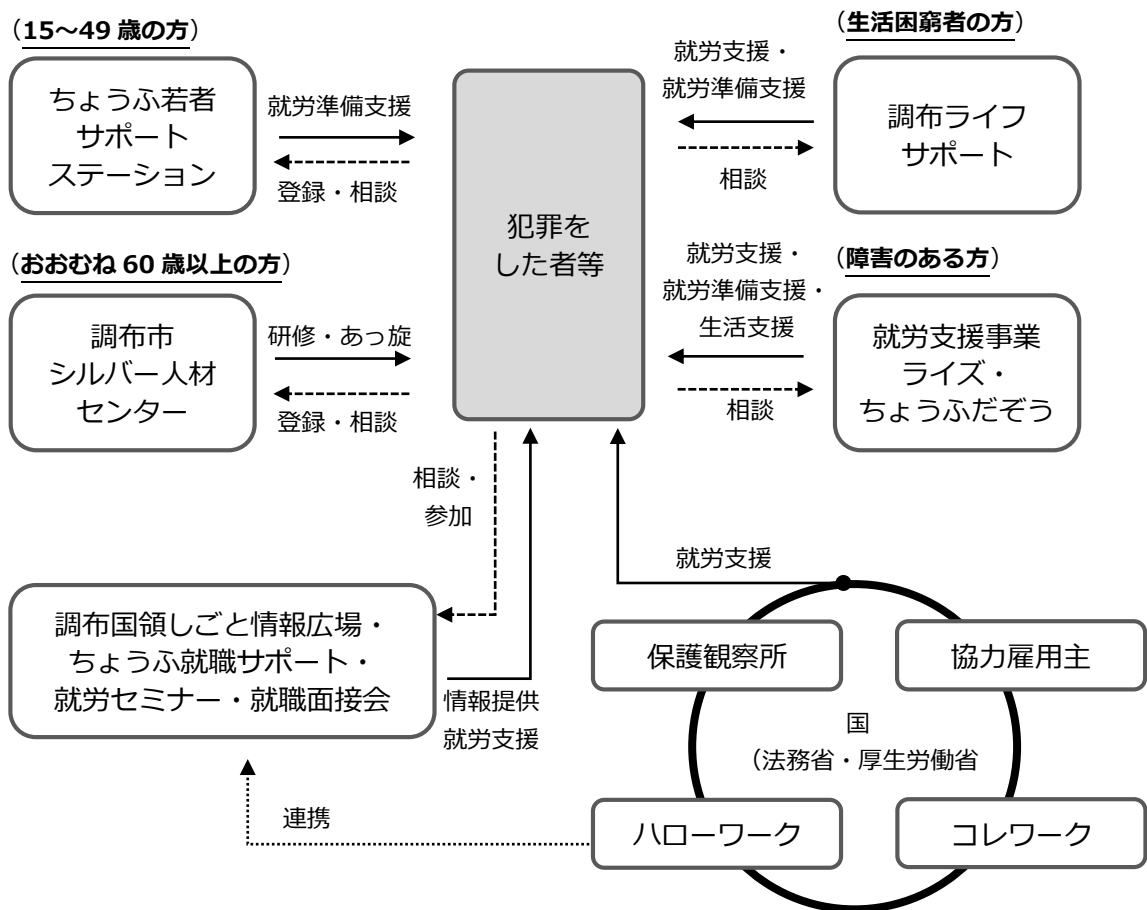 （15～49 歳の方）
ちょうふ若者
サポート
ステーション
就労準備支援
登録・相談
（おおむね 60 歳以上の方）
調布市
シルバー人材
センター
研修・あっ旋
登録・相談
犯罪を
した者等
（生活困窮者の方）
就労支援・
就労準備支援
相談
調布ライフ
サポート
（障害のある方）
就労支援・
就労準備支援・
生活支援
相談
就労支援事業
ライズ・
ちょうふだぞう
相談・
参加
調布国領しごと情報広場・
ちょうふ就職サポート・
就労セミナー・就職面接会
情報提供
就労支援
就労支援
保護観察所
協力雇用主
国
（法務省・厚生労働省
ハローワーク
コレワーク
連携